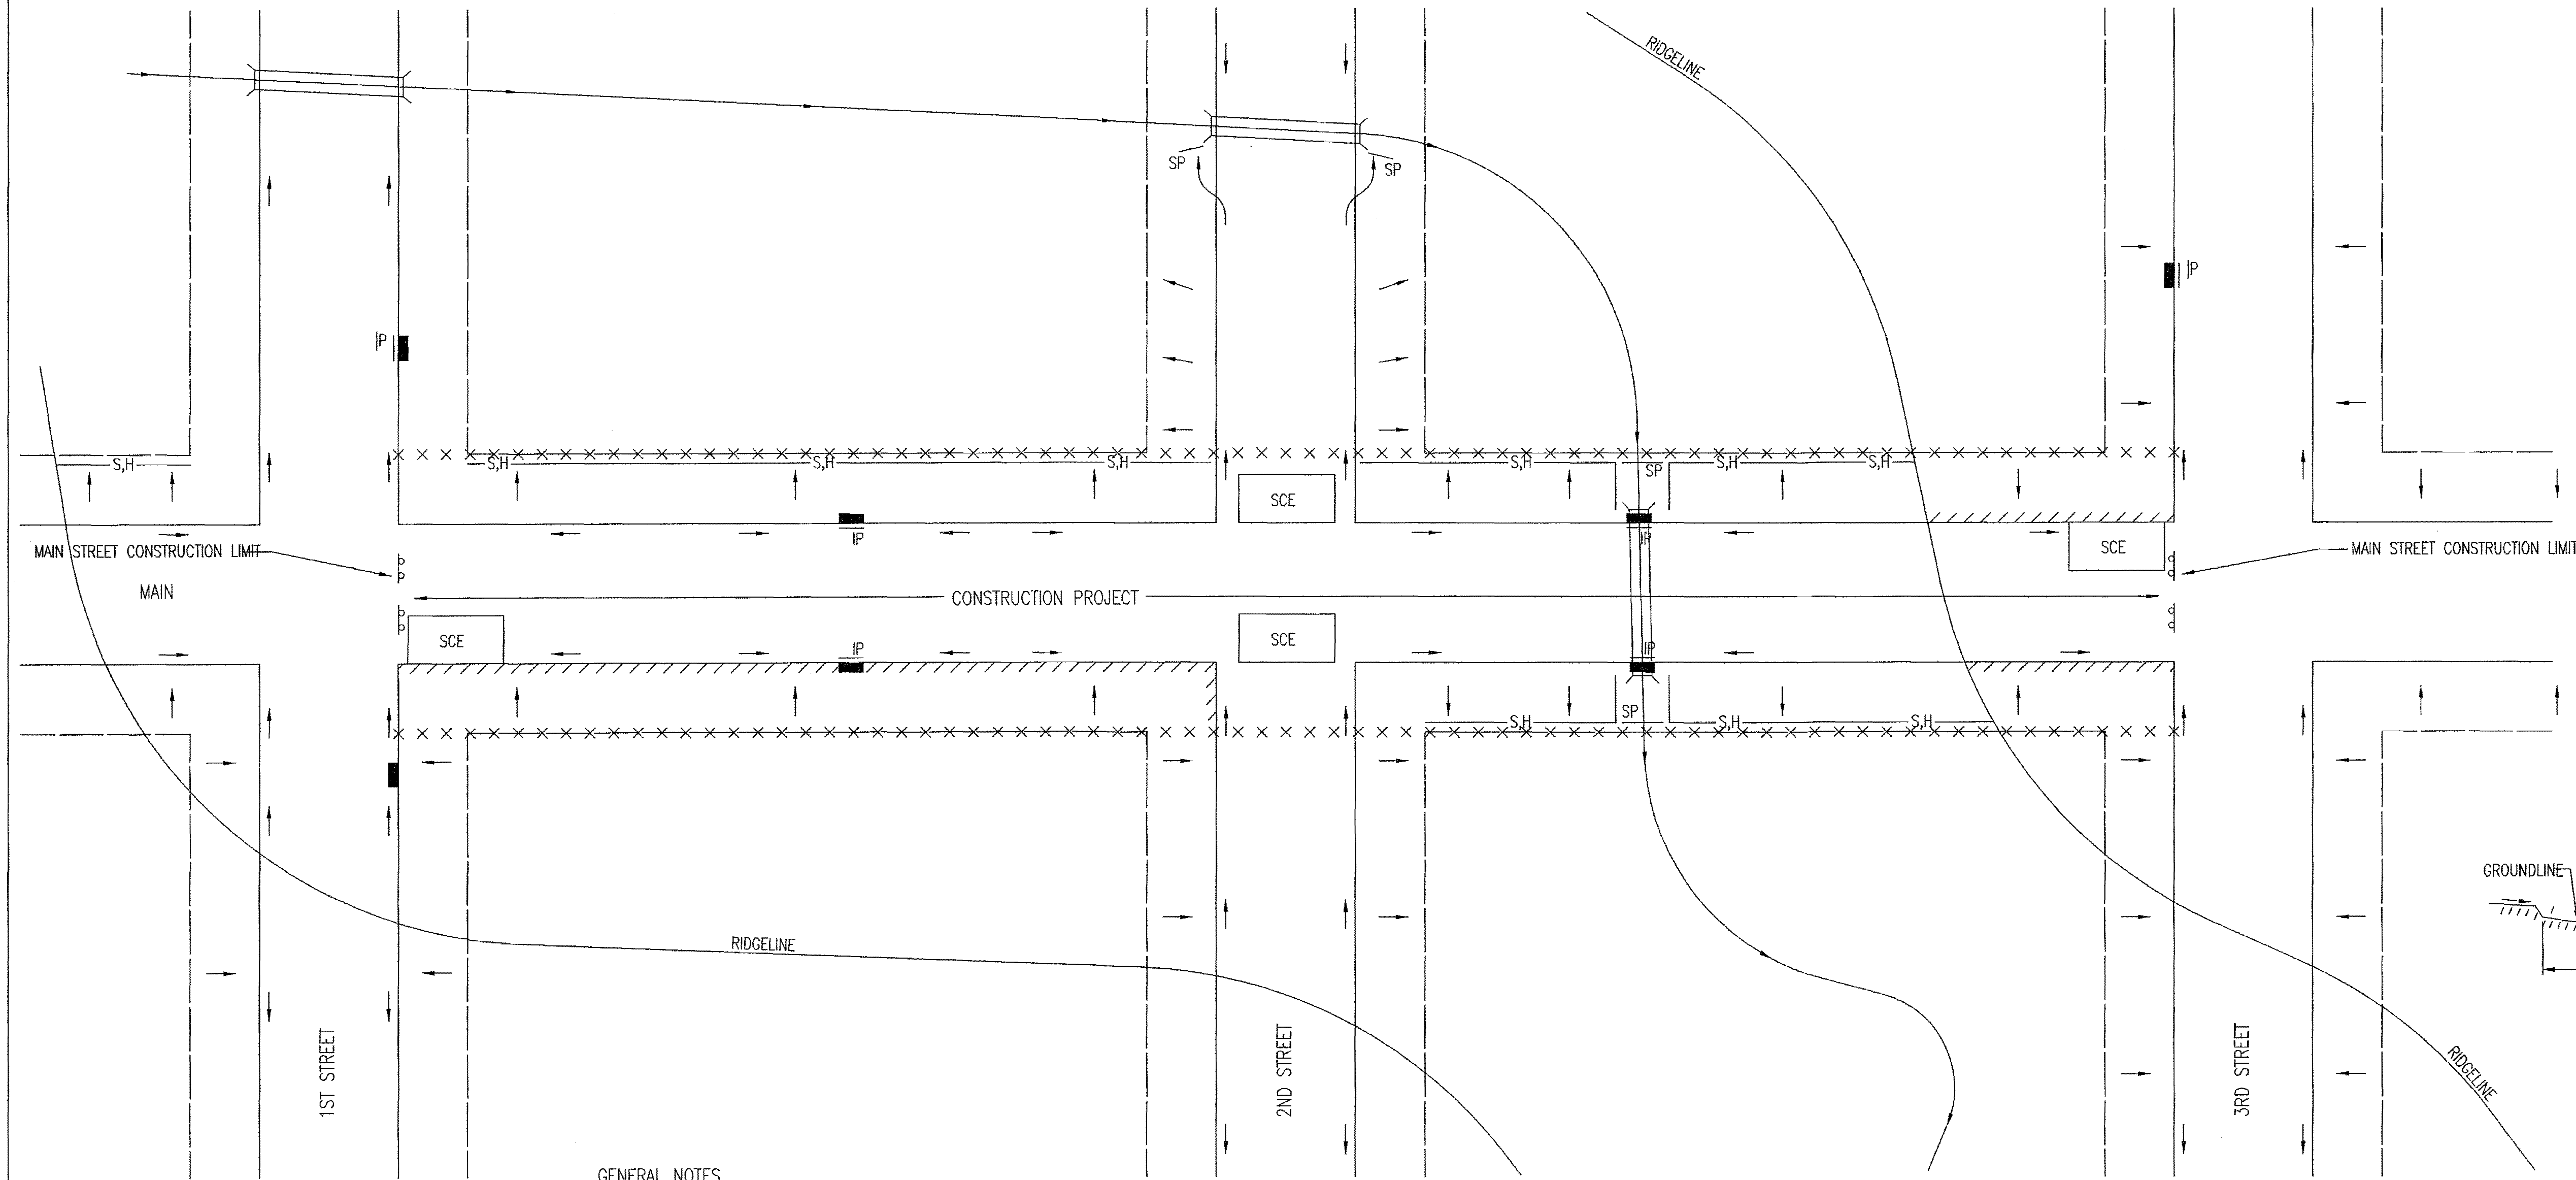 RIDGELINE
SP
SP
IP
IP
S,H
S,H
S,H
S,H
S,H
SP
S,H
S,H
SCE
MAIN STREET CONSTRUCTION LIMIT
IP
IP
SCE
MAIN STREET CONSTRUCTION LIMIT
MAIN
CONSTRUCTION PROJECT
SCE
IP
SCE
IP
SP
S,H
S,H
S,H
GROUNDLINE
RIDGELINE
1ST STREET
2ND STREET
3RD STREET
RIDGELINE
GENERAL NOTES